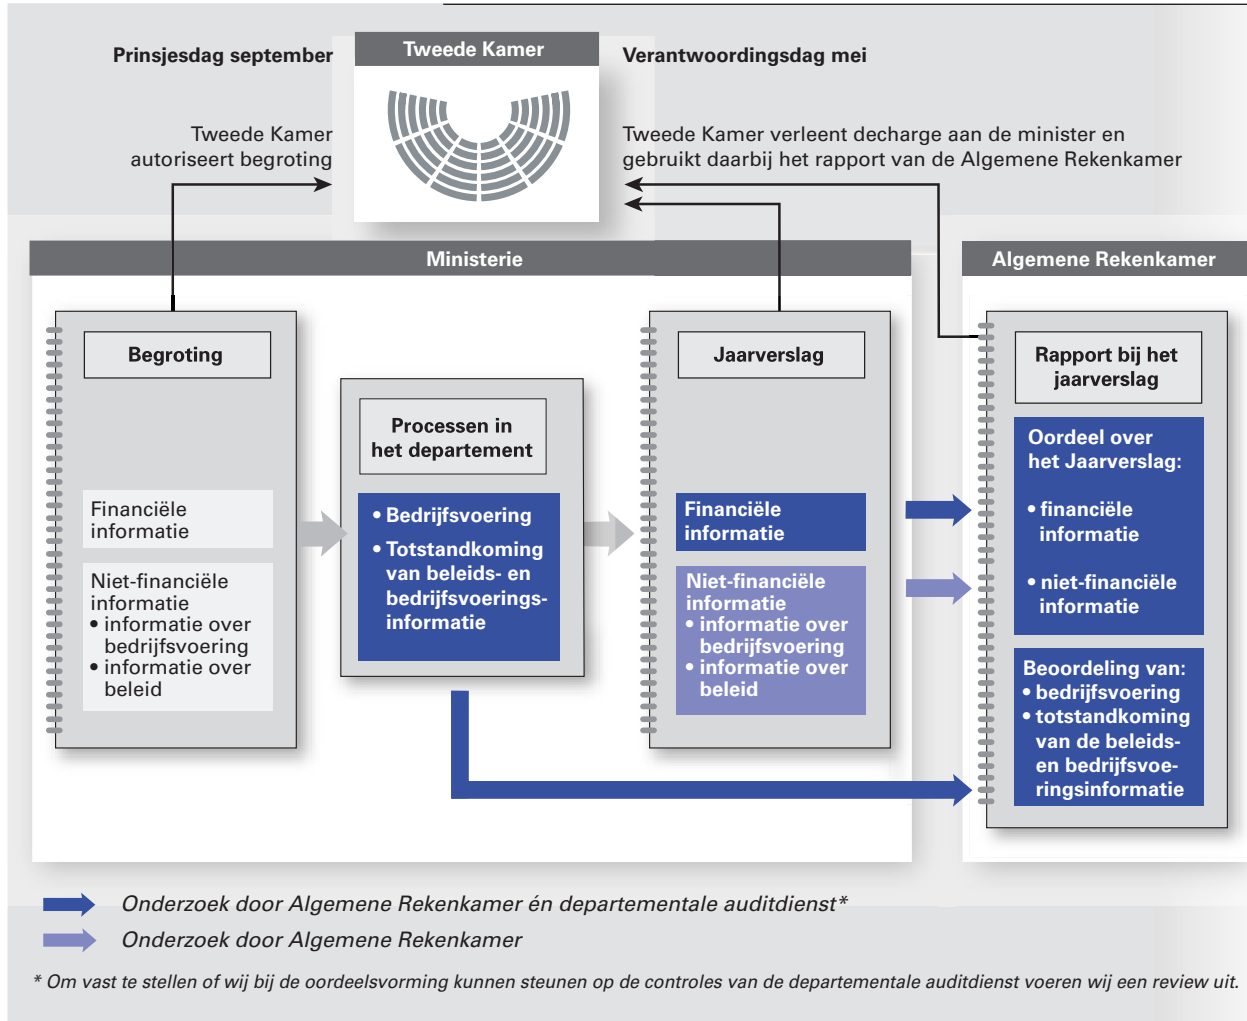 Prinsjesdag september
Tweede Kamer
Verantwoordingsdag mei
Tweede Kamer
autoriseert begroting
Tweede Kamer verleent decharge aan de minister en
gebruikt daarbij het rapport van de Algemene Rekenkamer
Ministerie
Algemene Rekenkamer
Begroting
Financiële
informatie
Niet-financiële
informatie
• informatie over
bedrijfsvoering
• informatie over
beleid
Processen in
het departement
• Bedrijfsvoering
• Totstandkoming
van beleids- en
bedrijfsvoerings-
informatie
Jaarverslag
Financiële
informatie
Niet-financiële
informatie
• informatie over
bedrijfsvoering
• informatie over
beleid
Rapport bij het
jaarverslag
Oordeel over
het Jaarverslag:
• financiële
informatie
• niet-financiële
informatie
Beoordeling van:
• bedrijfsvoering
• totstandkoming
van de beleids-
en bedrijfsvoe-
ringsinformatie
Onderzoek door Algemene Rekenkamer én departementale auditdienst*
Onderzoek door Algemene Rekenkamer
* Om vast te stellen of wij bij de oordeelsvorming kunnen steunen op de controles van de departementale auditdienst voeren wij een review uit.